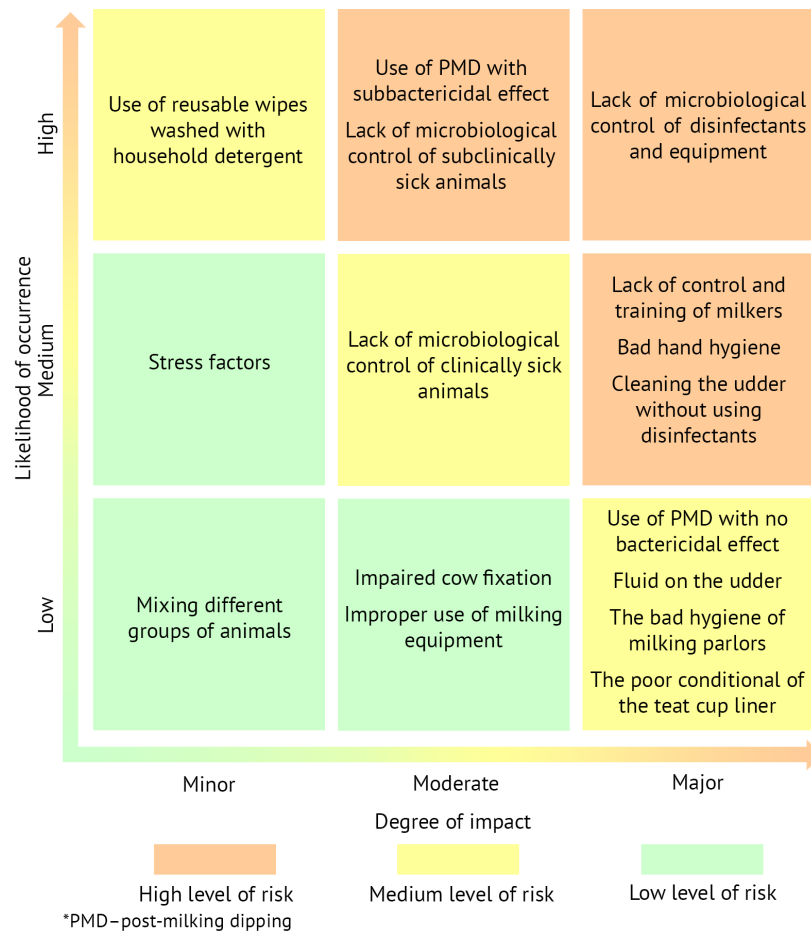 High
Use of reusable wipes
washed with
household detergent
Use of PMD with
subbactericidal effect
Lack of microbiological
control of subclinically
sick animals
Lack of microbiological
control of disinfectants
and equipment
Likelihood of occurrence
Medium
Stress factors
Lack of microbiological
control of clinically sick
animals
Lack of control and
training of milkers
Bad hand hygiene
Cleaning the udder
without using
disinfectants
Low
Mixing different
groups of animals
Impaired cow fixation
Improper use of milking
equipment
Use of PMD with no
bactericidal effect
Fluid on the udder
The bad hygiene of
milking parlors
The poor conditional of
the teat cup liner
Minor
Moderate
Major
Degree of impact
High level of risk
Medium level of risk
Low level of risk
*PMD–post-milking dipping